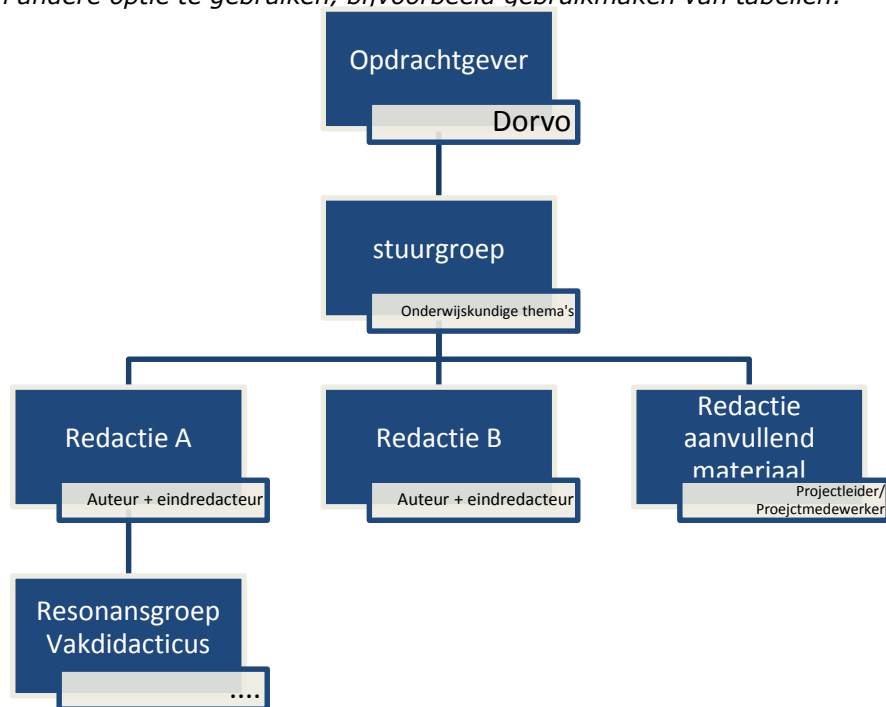 andere optie te gebruiken, bijvoorbeeld gebruikmaken van tabellen.
Opdrachtgever
Dorvo
stuurgroep
Onderwijskundige thema's
Redactie A
Auteur + eindredacteur
Redactie B
Auteur + eindredacteur
Redactie
aanvullend
materiaal
Projectleider/
Proejctmedewerker
Resonansgroep
Vakdidacticus
....